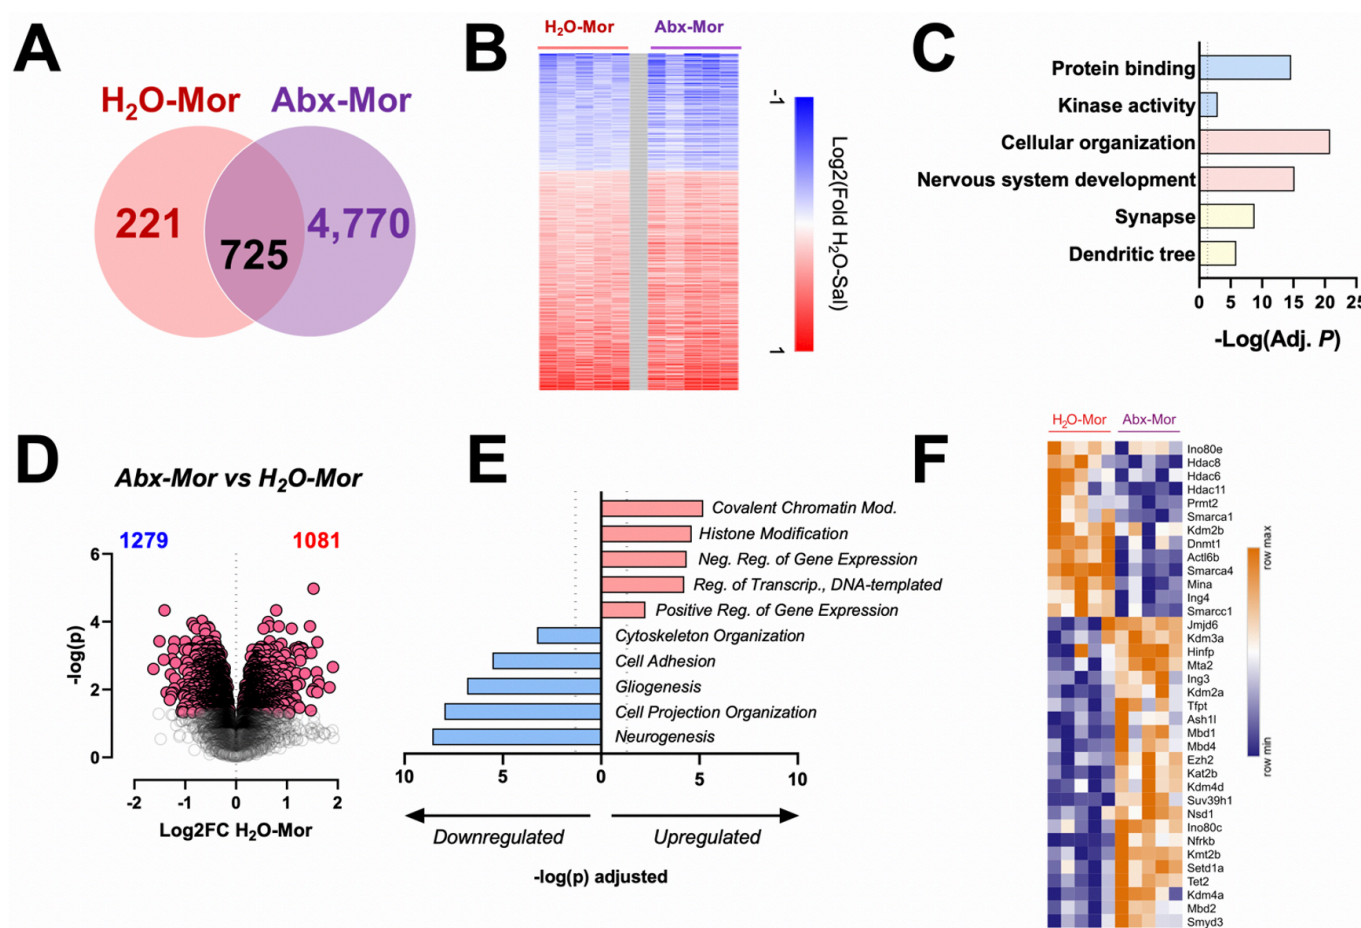 A
H2O-Mor
Abx-Mor
221
725
4,770
B
H2O-Mor
Abx-Mor
-1
Log2(Fold H2O-Sal)
1
C
Protein binding
Kinase activity
Cellular organization
Nervous system development
Synapse
Dendritic tree
0 5 10 15 20 25
-Log(Adj. P)
D
Abx-Mor vs H2O-Mor
1279
1081
6
4
2
0
-log(p)
-2 -1 0 1 2
Log2FC H2O-Mor
E
Covalent Chromatin Mod.
Histone Modification
Neg. Reg. of Gene Expression
Reg. of Transcrip., DNA-templated
Positive Reg. of Gene Expression
Cytoskeleton Organization
Cell Adhesion
Gliogenesis
Cell Projection Organization
Neurogenesis
10 5 0 5 10
Downregulated
Upregulated
-log(p) adjusted
F
H2O-Mor
Abx-Mor
Ino80e
Hdac8
Hdac6
Hdac11
Prmt2
Smarca1
Kdm2b
Dnmt1
Actl6b
Smarca4
Mina
Ing4
Smarcc1
Jmjd6
Kdm3a
Hinfp
Mta2
Ing3
Kdm2a
Tfpt
Ash1l
Mbd1
Mbd4
Ezh2
Kat2b
Kdm4d
Suv39h1
Nsd1
Ino80c
Nfrkb
Kmt2b
Setd1a
Tet2
Kdm4a
Mbd2
Smyd3
row max
row min